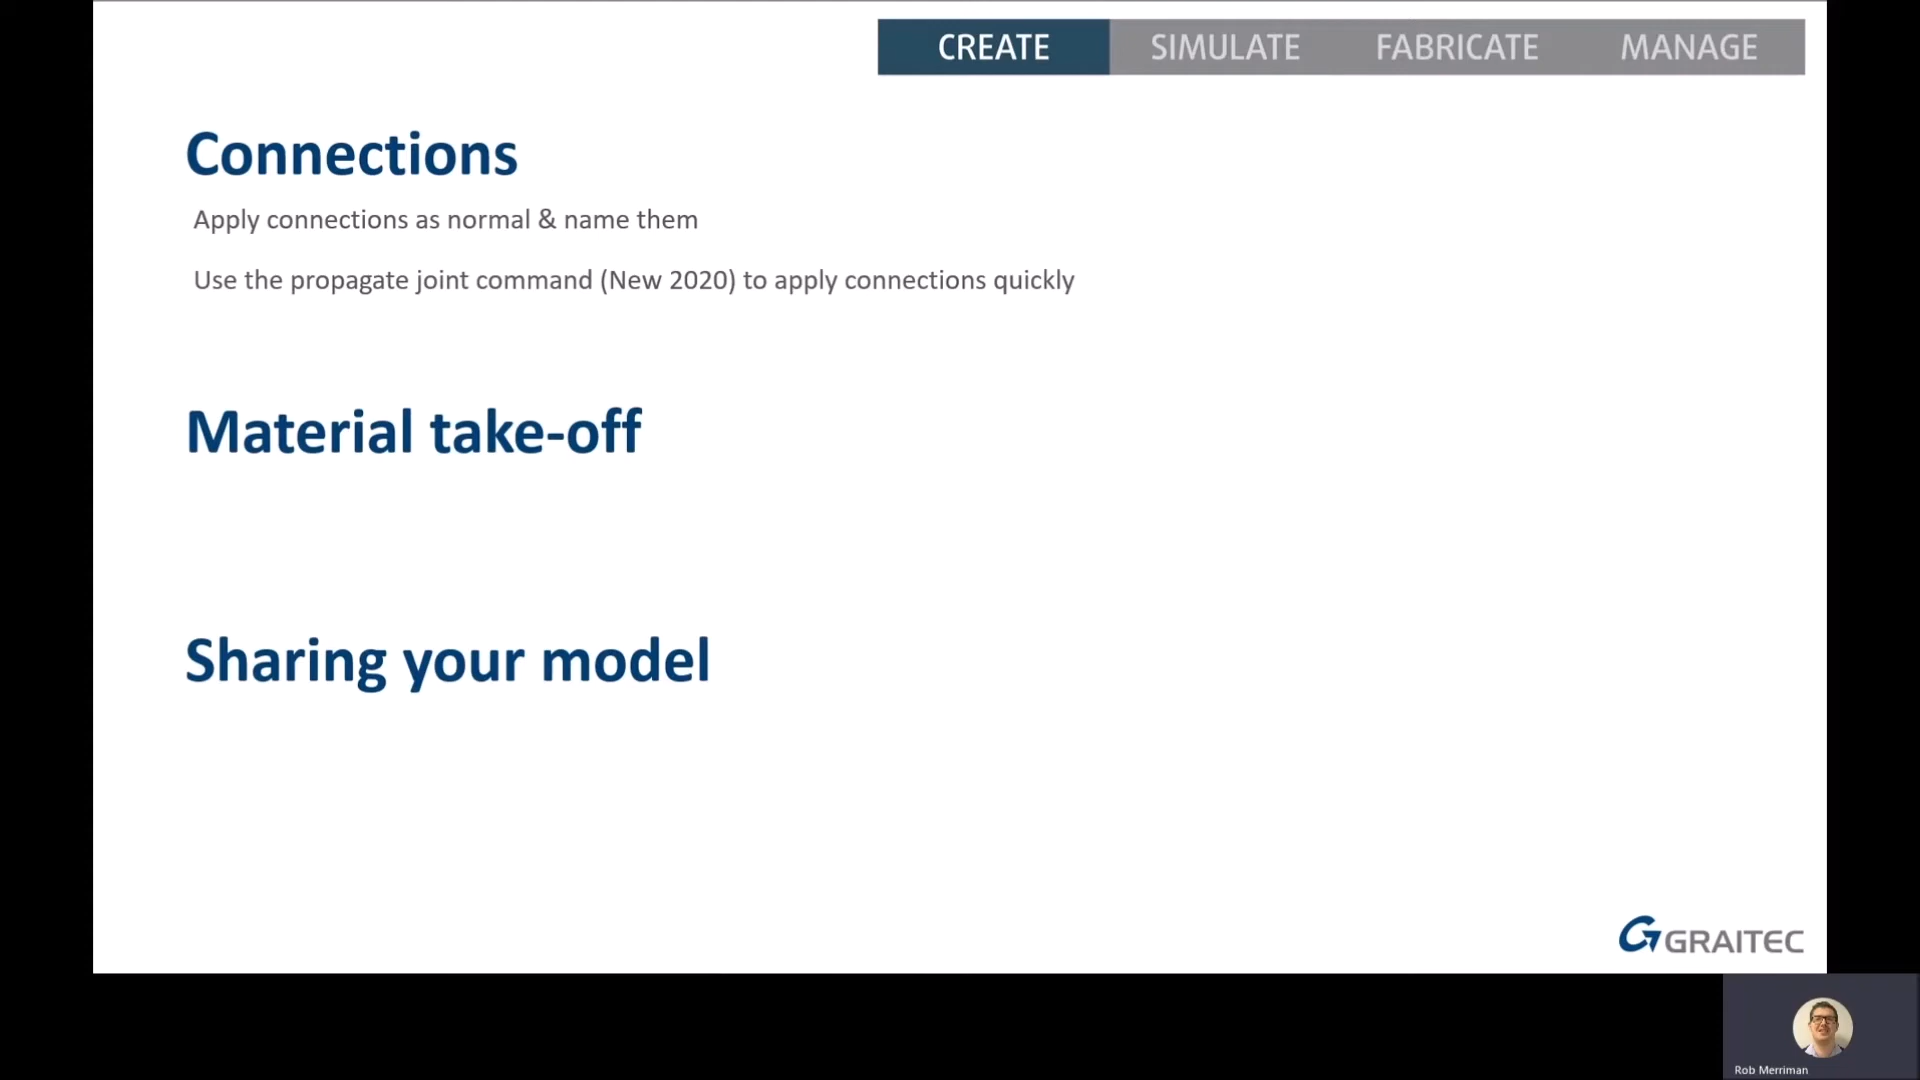 CREATE SIMULATE FABRICATE MANAGE
Connections
Apply connections as normal & name them
Use the propagate joint command (New 2020) to apply connections quickly
Material take-off
Sharing your model
GRAITEC
Rob Merriman